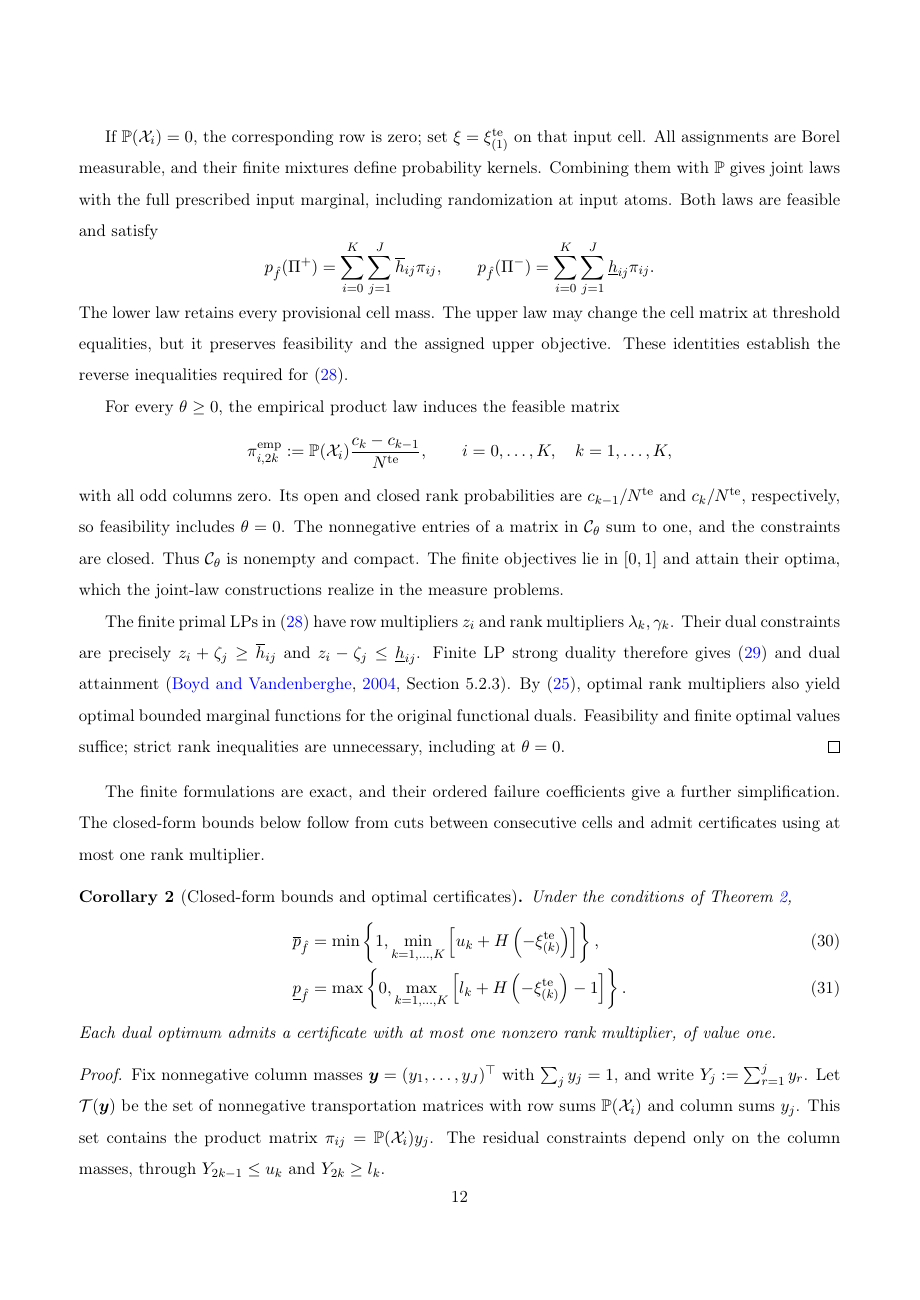 If ℙ(𝒳ᵢ) = 0, the corresponding row is zero; set ξ = ξ^te_(1) on that input cell. All assignments are Borel
measurable, and their finite mixtures define probability kernels. Combining them with ℙ gives joint laws
with the full prescribed input marginal, including randomization at input atoms. Both laws are feasible
and satisfy
p_f̂(Π⁺) = ∑_{i=0}^{K} ∑_{j=1}^{J} h̅_{ij}π_{ij}, p_f̂(Π⁻) = ∑_{i=0}^{K} ∑_{j=1}^{J} h̲_{ij}π_{ij}.
The lower law retains every provisional cell mass. The upper law may change the cell matrix at threshold
equalities, but it preserves feasibility and the assigned upper objective. These identities establish the
reverse inequalities required for (28).
For every θ ≥ 0, the empirical product law induces the feasible matrix
π^emp_{i,2k} := ℙ(𝒳ᵢ) (c_k − c_{k−1})/N^te, i = 0, . . . , K, k = 1, . . . , K,
with all odd columns zero. Its open and closed rank probabilities are c_{k−1}/N^te and c_k/N^te, respectively,
so feasibility includes θ = 0. The nonnegative entries of a matrix in 𝒞_θ sum to one, and the constraints
are closed. Thus 𝒞_θ is nonempty and compact. The finite objectives lie in [0, 1] and attain their optima,
which the joint-law constructions realize in the measure problems.
The finite primal LPs in (28) have row multipliers z_i and rank multipliers λ_k, γ_k. Their dual constraints
are precisely z_i + ζ_j ≥ h̅_{ij} and z_i − ζ_j ≤ h̲_{ij}. Finite LP strong duality therefore gives (29) and dual
attainment (Boyd and Vandenberghe, 2004, Section 5.2.3). By (25), optimal rank multipliers also yield
optimal bounded marginal functions for the original functional duals. Feasibility and finite optimal values
suffice; strict rank inequalities are unnecessary, including at θ = 0. □
The finite formulations are exact, and their ordered failure coefficients give a further simplification.
The closed-form bounds below follow from cuts between consecutive cells and admit certificates using at
most one rank multiplier.
Corollary 2 (Closed-form bounds and optimal certificates). Under the conditions of Theorem 2,
p̅_f̂ = min {1, min_{k=1,...,K} [u_k + H (−ξ^te_(k))]} , (30)
p̲_f̂ = max {0, max_{k=1,...,K} [l_k + H (−ξ^te_(k)) − 1]} . (31)
Each dual optimum admits a certificate with at most one nonzero rank multiplier, of value one.
Proof. Fix nonnegative column masses y = (y_1, . . . , y_J)^⊤ with ∑_j y_j = 1, and write Y_j := ∑_{r=1}^{j} y_r. Let
𝒯(y) be the set of nonnegative transportation matrices with row sums ℙ(𝒳ᵢ) and column sums y_j. This
set contains the product matrix π_{ij} = ℙ(𝒳ᵢ)y_j. The residual constraints depend only on the column
masses, through Y_{2k−1} ≤ u_k and Y_{2k} ≥ l_k.
12